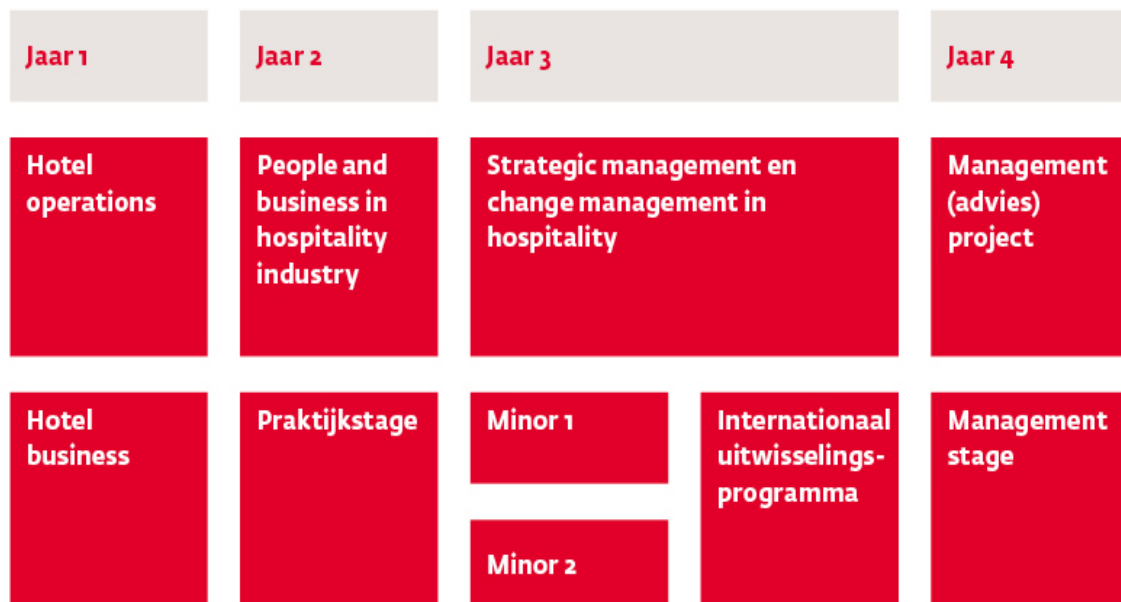 Jaar 1
Jaar 2
Jaar 3
Jaar 4
Hotel
operations
People and
business in
hospitality
industry
Strategic management en
change management in
hospitality
Management
(advies)
project
Hotel
business
Praktijkstage
Minor 1
Minor 2
Internationaal
uitwisselings-
programma
Management
stage